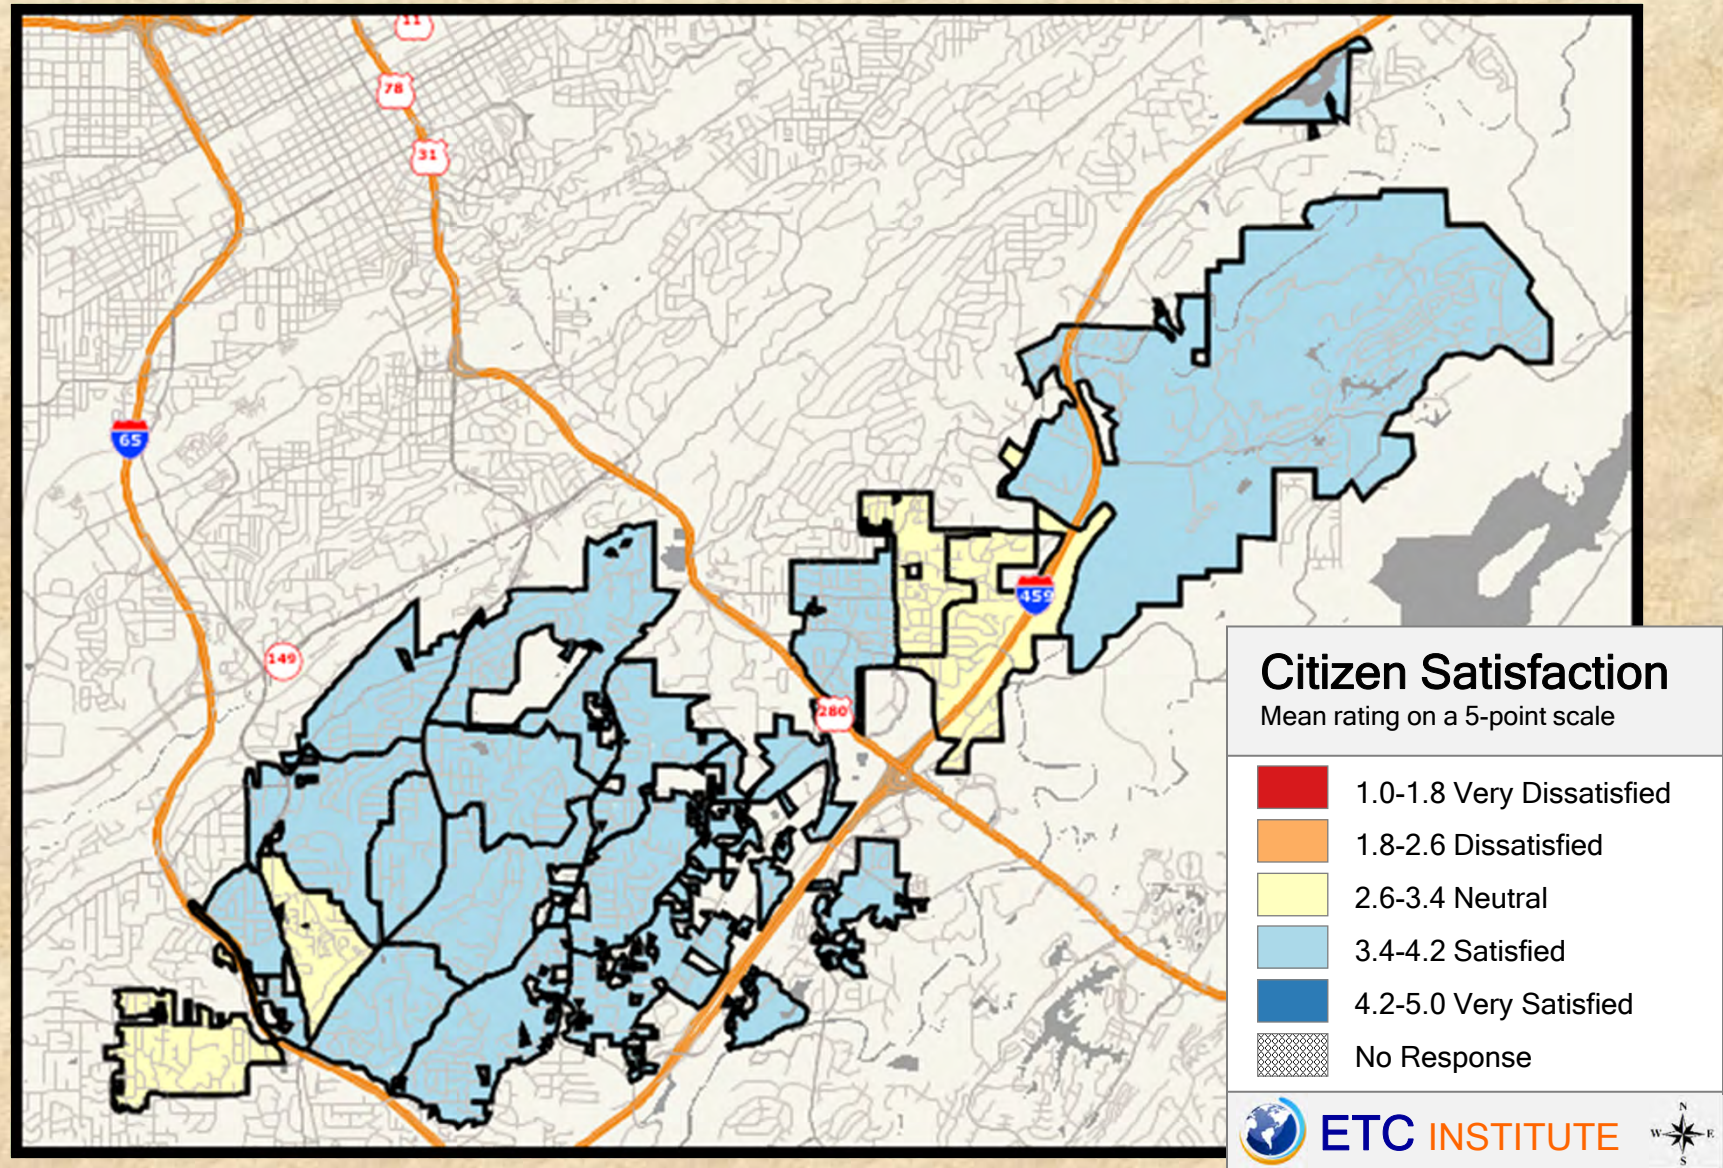 11
78
31
65
459
149
280
Citizen Satisfaction
Mean rating on a 5-point scale
1.0-1.8 Very Dissatisfied
1.8-2.6 Dissatisfied
2.6-3.4 Neutral
3.4-4.2 Satisfied
4.2-5.0 Very Satisfied
No Response
ETC INSTITUTE
N
W E
S